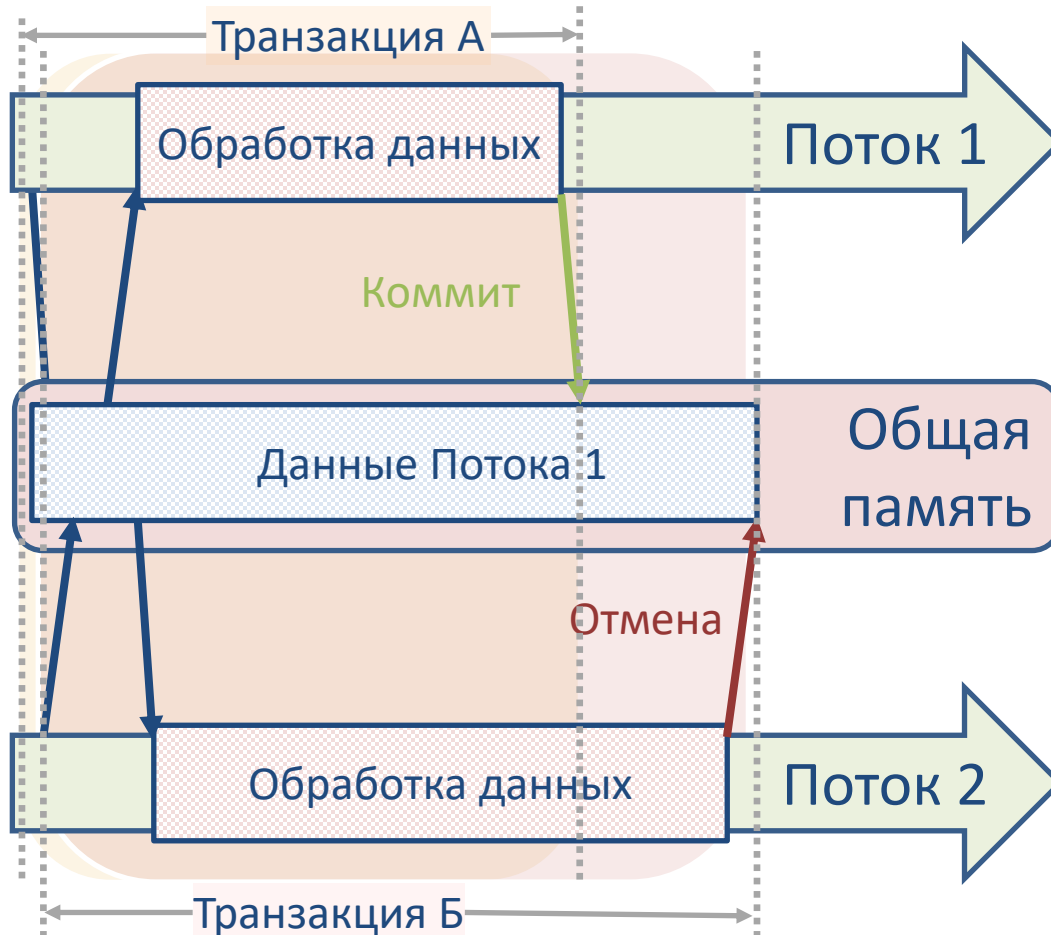 Транзакция А
Обработка данных
Поток 1
Коммит
Данные Потока 1
Общая
память
Отмена
Обработка данных
Поток 2
Транзакция Б